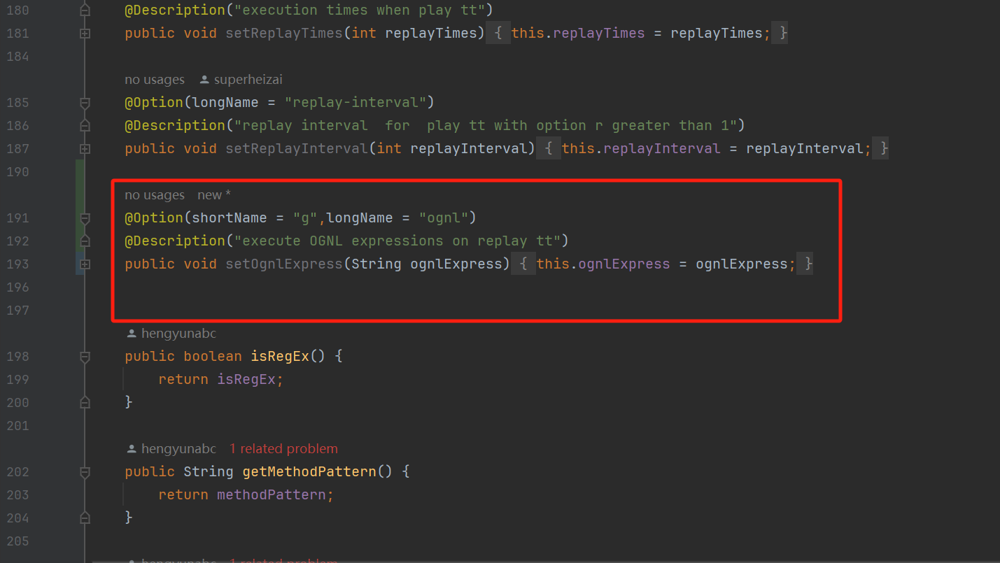 180 @Description("execution times when play tt")
181 public void setReplayTimes(int replayTimes) { this.replayTimes = replayTimes; }
184
no usages superheizai
185 @Option(longName = "replay-interval")
186 @Description("replay interval  for  play tt with option r greater than 1")
187 public void setReplayInterval(int replayInterval) { this.replayInterval = replayInterval; }
190
no usages new *
191 @Option(shortName = "g",longName = "ognl")
192 @Description("execute OGNL expressions on replay tt")
193 public void setOgnlExpress(String ognlExpress) { this.ognlExpress = ognlExpress; }
196
197
hengyunabc
198 public boolean isRegEx() {
199 return isRegEx;
200 }
201
hengyunabc 1 related problem
202 public String getMethodPattern() {
203 return methodPattern;
204 }
205
hengyunabc 1 related problem